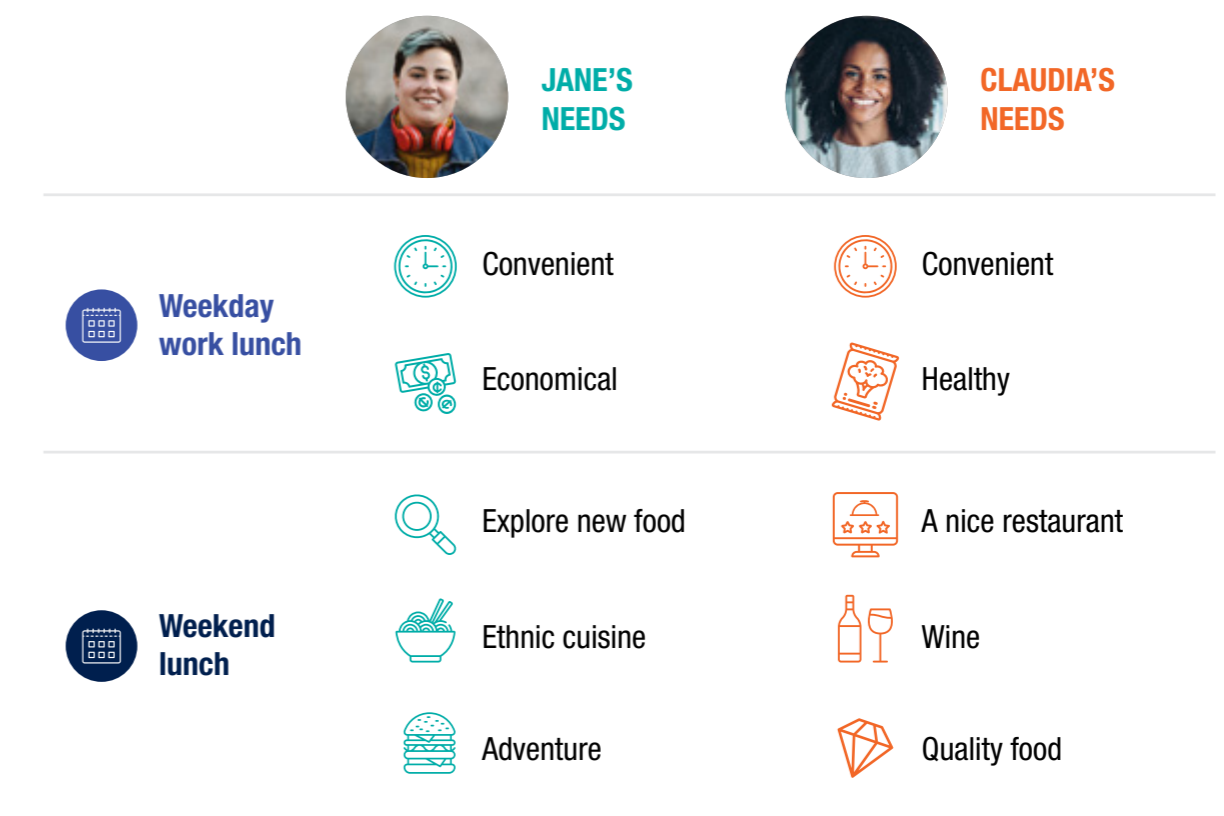 JANE'S
NEEDS
CLAUDIA'S
NEEDS
Weekday
work lunch
Convenient
Convenient
Economical
Healthy
Weekend
lunch
Explore new food
A nice restaurant
Ethnic cuisine
Wine
Adventure
Quality food